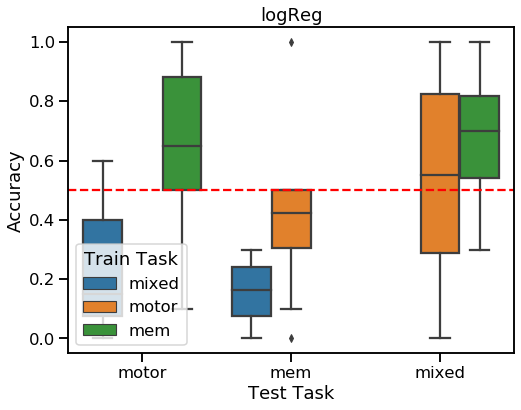 logReg
Accuracy
1.0
0.8
0.6
0.4
0.2
0.0
Train Task
mixed
motor
mem
motor mem mixed
Test Task